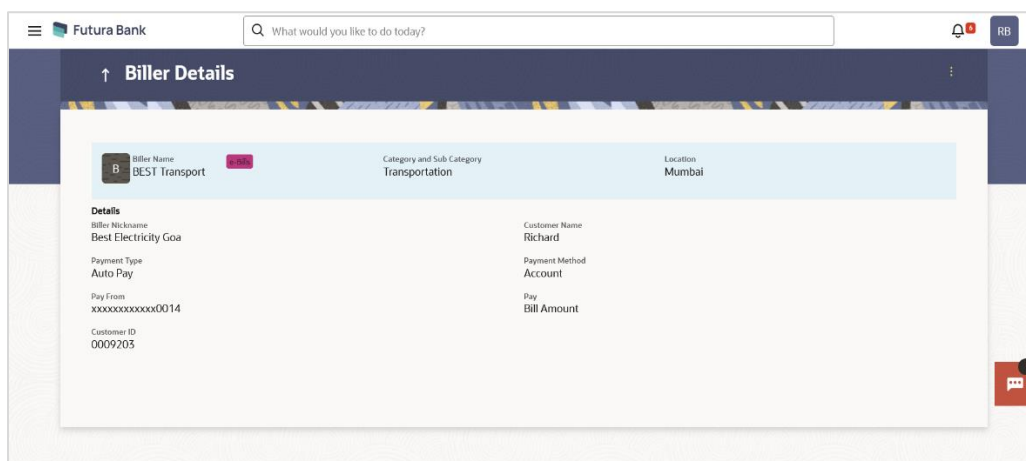 Futura Bank
What would you like to do today?
6
RB
↑ Biller Details
B
Biller Name
BEST Transport
e-Bills
Category and Sub Category
Transportation
Location
Mumbai
Details
Biller Nickname
Best Electricity Goa
Customer Name
Richard
Payment Type
Auto Pay
Payment Method
Account
Pay From
xxxxxxxxxxxx0014
Pay
Bill Amount
Customer ID
0009203